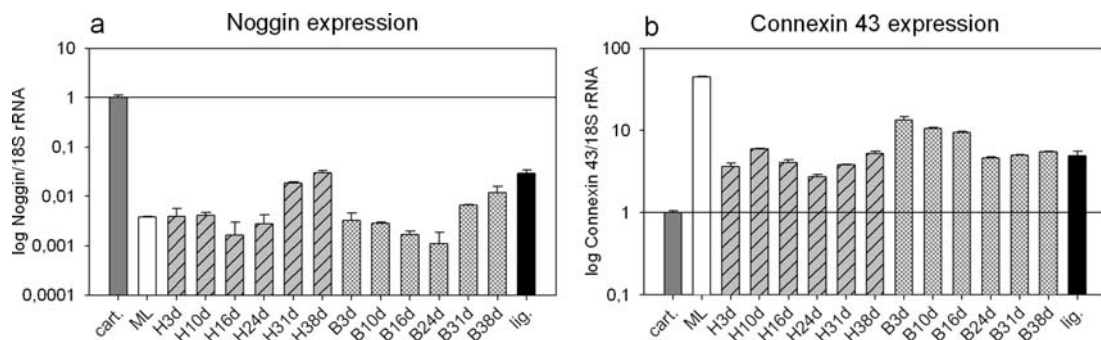 a
Noggin expression
log Noggin/18S rRNA
10
1
0,1
0,01
0,001
0,0001
cart.
ML
H3d
H10d
H16d
H24d
H31d
H38d
B3d
B10d
B16d
B24d
B31d
B38d
lig.
b
Connexin 43 expression
log Connexin 43/18S rRNA
100
10
1
0,1
cart.
ML
H3d
H10d
H16d
H24d
H31d
H38d
B3d
B10d
B16d
B24d
B31d
B38d
lig.